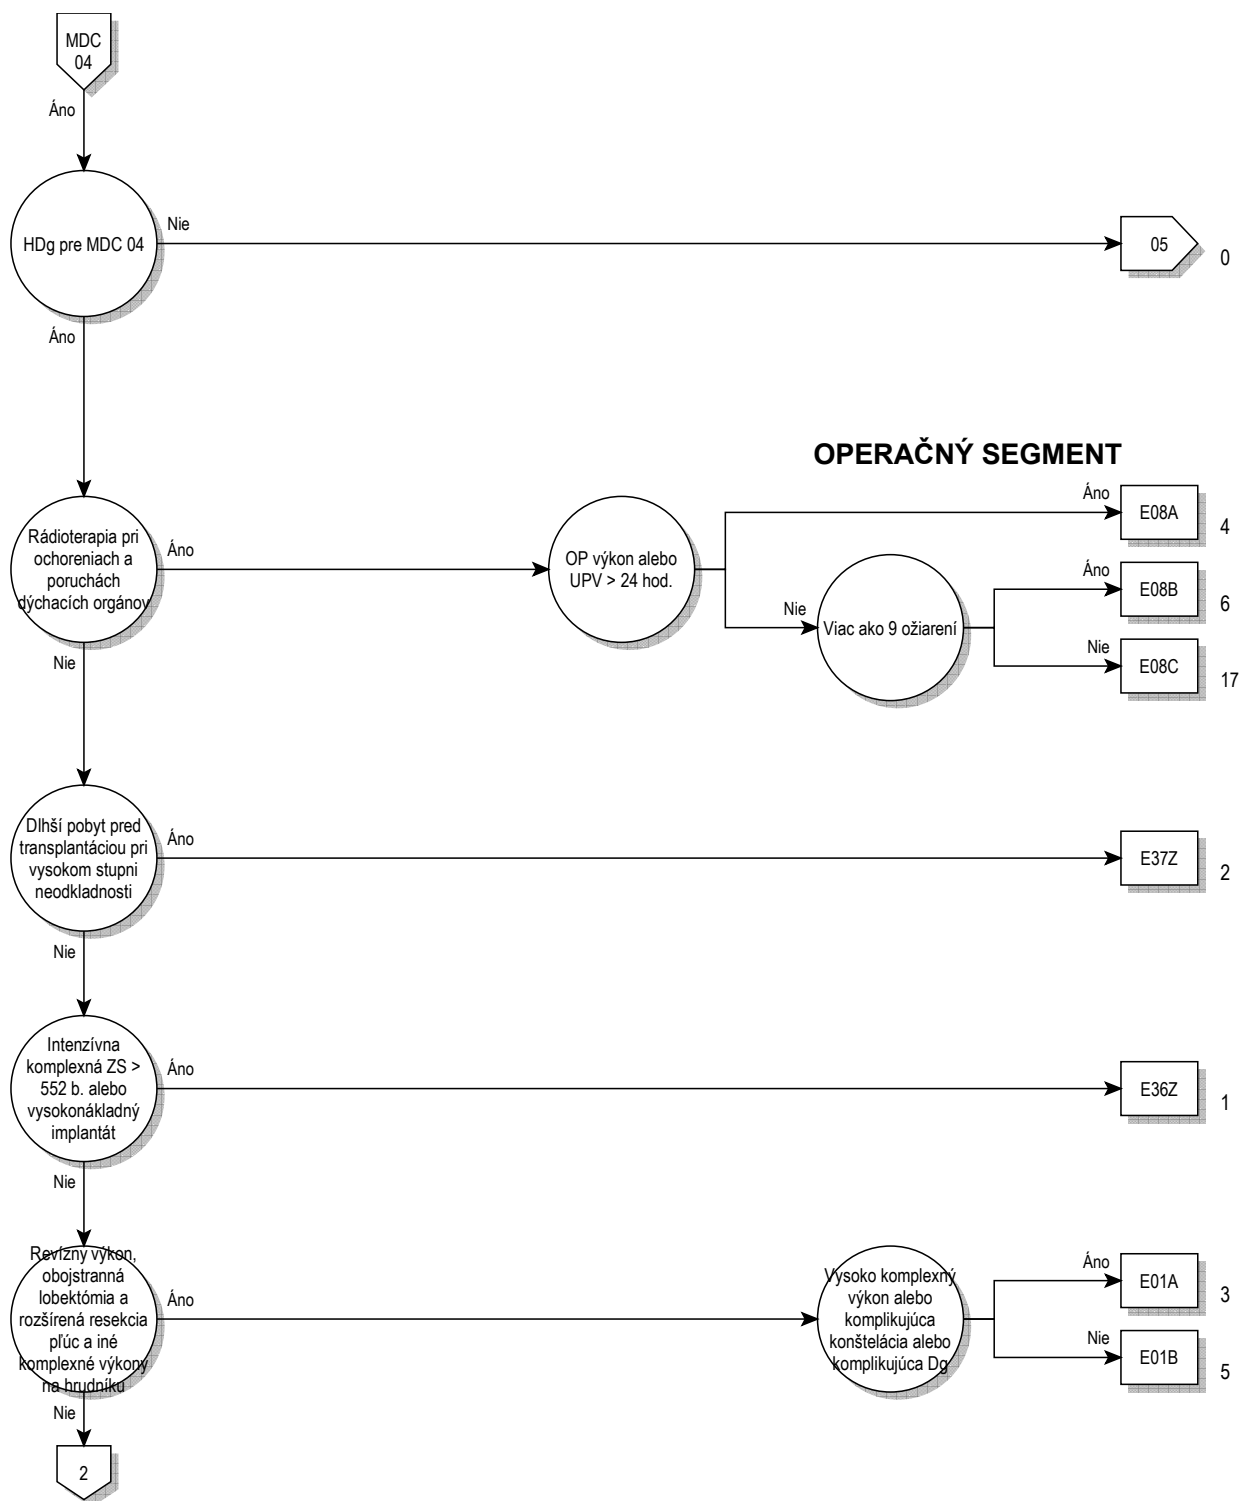 MDC
04
Áno
HDg pre MDC 04
Nie
05
0
Áno
OPERAČNÝ SEGMENT
Rádioterapia pri
ochoreniach a
poruchách
dýchacích orgánov
Áno
OP výkon alebo
UPV > 24 hod.
Áno
E08A
4
Nie
Viac ako 9 ožiarení
Áno
E08B
6
Nie
E08C
17
Nie
Dlhší pobyt pred
transplantáciou pri
vysokom stupni
neodkladnosti
Áno
E37Z
2
Nie
Intenzívna
komplexná ZS >
552 b. alebo
vysokonákladný
implantát
Áno
E36Z
1
Nie
Revízny výkon,
obojstranná
lobektómia a
rozšírená resekcia
pľúc a iné
komplexné výkony
na hrudníku
Áno
Vysoko komplexný
výkon alebo
komplikujúca
konštelácia alebo
komplikujúca Dg
Áno
E01A
3
Nie
E01B
5
Nie
2